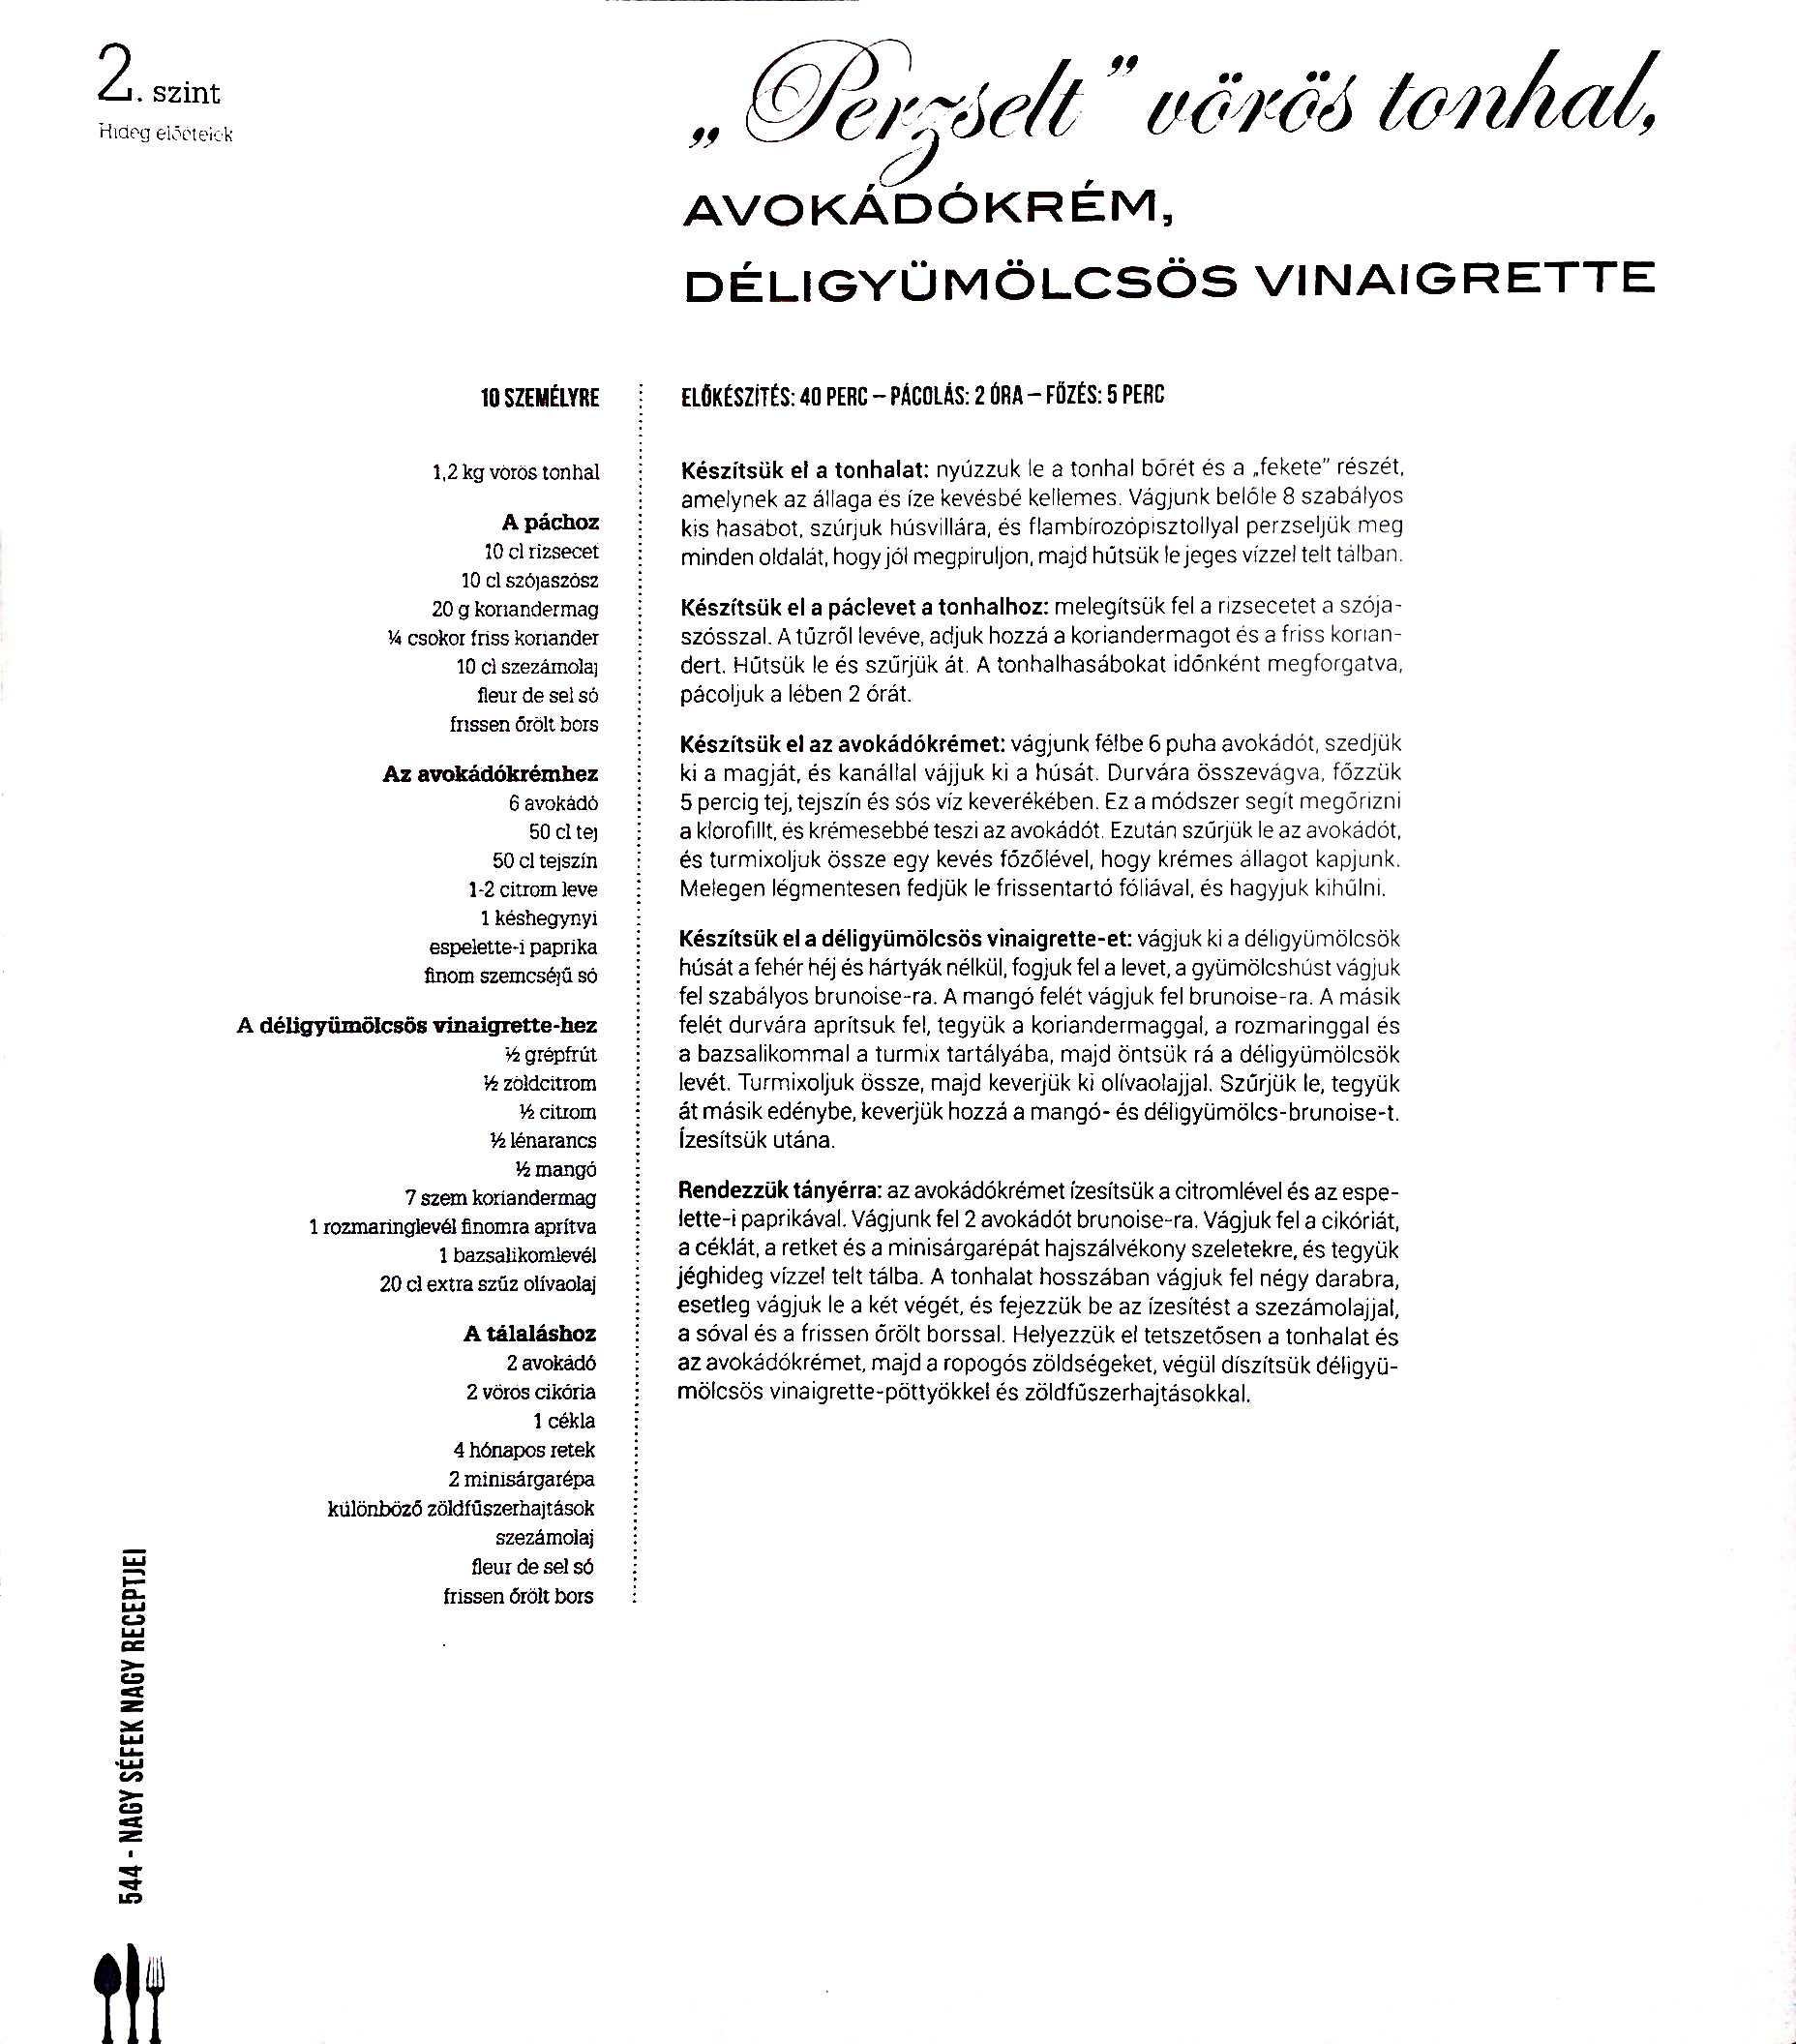 2. szint
Hideg előételek
„Perzselt” vörös tonhal,
AVOKÁDÓKRÉM,
DÉLIGYÜMÖLCSÖS VINAIGRETTE
10 SZEMÉLYRE
1,2 kg vörös tonhal
A páchoz
10 cl rizsecet
10 cl szójaszósz
20 g koriandermag
¼ csokor friss koriander
10 cl szezámolaj
fleur de sel só
frissen őrölt bors
Az avokádókrémhez
6 avokádó
50 cl tej
50 cl tejszín
1-2 citrom leve
1 késhegynyi
espelette-i paprika
finom szemcséjű só
A déligyümölcsös vinaigrette-hez
½ grépfrút
½ zöldcitrom
½ citrom
½ lénarancs
½ mangó
7 szem koriandermag
1 rozmaringlevél finomra aprítva
1 bazsalikomlevél
20 cl extra szűz olívaolaj
A tálaláshoz
2 avokádó
2 vörös cikória
1 cékla
4 hónapos retek
2 minisárgarépa
különböző zöldfűszerhajtások
szezámolaj
fleur de sel só
frissen őrölt bors
ELŐKÉSZÍTÉS: 40 PERC – PÁCOLÁS: 2 ÓRA – FŐZÉS: 5 PERC
Készítsük el a tonhalat: nyúzzuk le a tonhal bőrét és a „fekete” részét,
amelynek az állaga és íze kevésbé kellemes. Vágjunk belőle 8 szabályos
kis hasábot, szúrjuk húsvillára, és flambírozópisztollyal perzseljük meg
minden oldalát, hogy jól megpiruljon, majd hűtsük le jeges vízzel telt tálban.
Készítsük el a páclevet a tonhalhoz: melegítsük fel a rizsecetet a szója-
szósszal. A tűzről levéve, adjuk hozzá a koriandermagot és a friss korian-
dert. Hűtsük le és szűrjük át. A tonhalhasábokat időnként megforgatva,
pácoljuk a lében 2 órát.
Készítsük el az avokádókrémet: vágjunk félbe 6 puha avokádót, szedjük
ki a magját, és kanállal vájjuk ki a húsát. Durvára összevágva, főzzük
5 percig tej, tejszín és sós víz keverékében. Ez a módszer segít megőrizni
a klorofillt, és krémesebbé teszi az avokádót. Ezután szűrjük le az avokádót,
és turmixoljuk össze egy kevés főzőlével, hogy krémes állagot kapjunk.
Melegen légmentesen fedjük le frissentartó fóliával, és hagyjuk kihűlni.
Készítsük el a déligyümölcsös vinaigrette-et: vágjuk ki a déligyümölcsök
húsát a fehér héj és hártyák nélkül, fogjuk fel a levet, a gyümölcshúst vágjuk
fel szabályos brunoise-ra. A mangó felét vágjuk fel brunoise-ra. A másik
felét durvára aprítsuk fel, tegyük a koriandermaggal, a rozmaringgal és
a bazsalikommal a turmix tartályába, majd öntsük rá a déligyümölcsök
levét. Turmixoljuk össze, majd keverjük ki olívaolajjal. Szűrjük le, tegyük
át másik edénybe, keverjük hozzá a mangó- és déligyümölcs-brunoise-t.
Ízesítsük utána.
Rendezzük tányérra: az avokádókrémet ízesítsük a citromlével és az espe-
lette-i paprikával. Vágjunk fel 2 avokádót brunoise-ra. Vágjuk fel a cikóriát,
a céklát, a retket és a minisárgarépát hajszálvékony szeletekre, és tegyük
jéghideg vízzel telt tálba. A tonhalat hosszában vágjuk fel négy darabra,
esetleg vágjuk le a két végét, és fejezzük be az ízesítést a szezámolajjal,
a sóval és a frissen őrölt borssal. Helyezzük el tetszetősen a tonhalat és
az avokádókrémet, majd a ropogós zöldségeket, végül díszítsük déligyü-
mölcsös vinaigrette-pöttyökkel és zöldfűszerhajtásokkal.
544 - NAGY SÉFEK NAGY RECEPTJEI